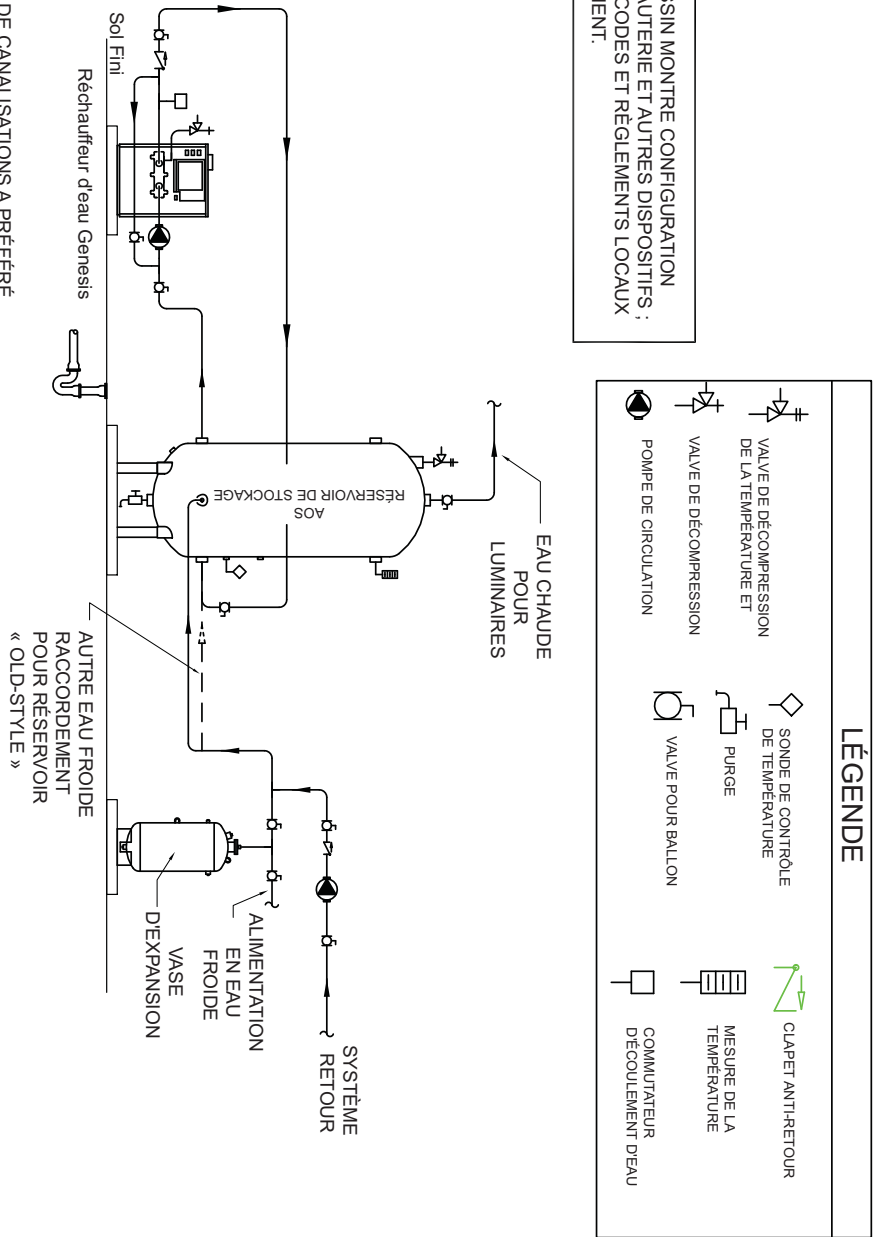 SSIN MONTRE CONFIGURATION
AUTERIE ET AUTRES DISPOSITIFS ;
CODES ET RÈGLEMENTS LOCAUX
MENT.
LÉGENDE
VALVE DE DÉCOMPRESSION
DE LA TEMPÉRATURE ET
VALVE DE DÉCOMPRESSION
POMPE DE CIRCULATION
SONDE DE CONTRÔLE
DE TEMPÉRATURE
PURGE
VALVE POUR BALLON
CLAPET ANTI-RETOUR
MESURE DE LA
TEMPÉRATURE
COMMUTATEUR
D'ÉCOULEMENT D'EAU
EAU CHAUDE
POUR
LUMINAIRES
AOS
RÉSERVOIR DE STOCKAGE
SYSTÈME
RETOUR
ALIMENTATION
EN EAU
FROIDE
VASE
D'EXPANSION
AUTRE EAU FROIDE
RACCORDEMENT
POUR RÉSERVOIR
« OLD-STYLE »
Sol Fini
Réchauffeur d'eau Genesis
DE CANALISATIONS A PRÉFÉRÉ